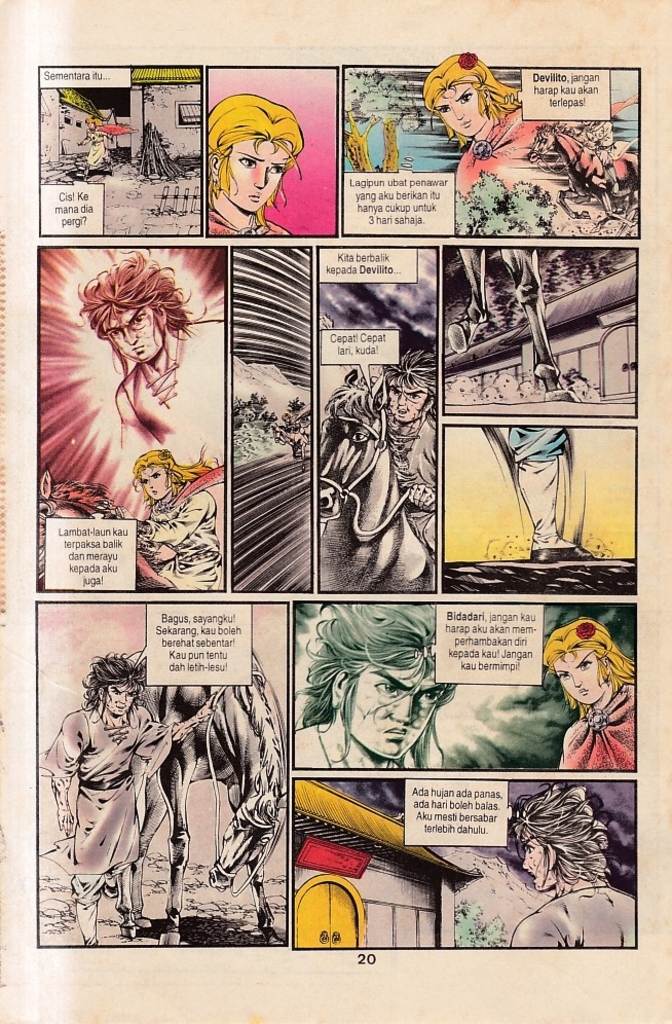 Sementara itu...
Cis! Ke
mana dia
pergi?
Devilito, jangan
harap kau akan
terlepas!
Lagipun ubat penawar
yang aku berikan itu
hanya cukup untuk
3 hari sahaja.
Lambat-laun kau
terpaksa balik
dan merayu
kepada aku
juga!
Kita berbalik
kepada Devilito...
Cepat! Cepat
lari, kuda!
Bagus, sayangku!
Sekarang, kau boleh
berehat sebentar!
Kau pun tentu
dah letih-lesu!
Bidadari, jangan kau
harap aku akan mem-
perhambakan diri
kepada kau! Jangan
kau bermimpi!
Ada hujan ada panas,
ada hari boleh balas.
Aku mesti bersabar
terlebih dahulu.
20